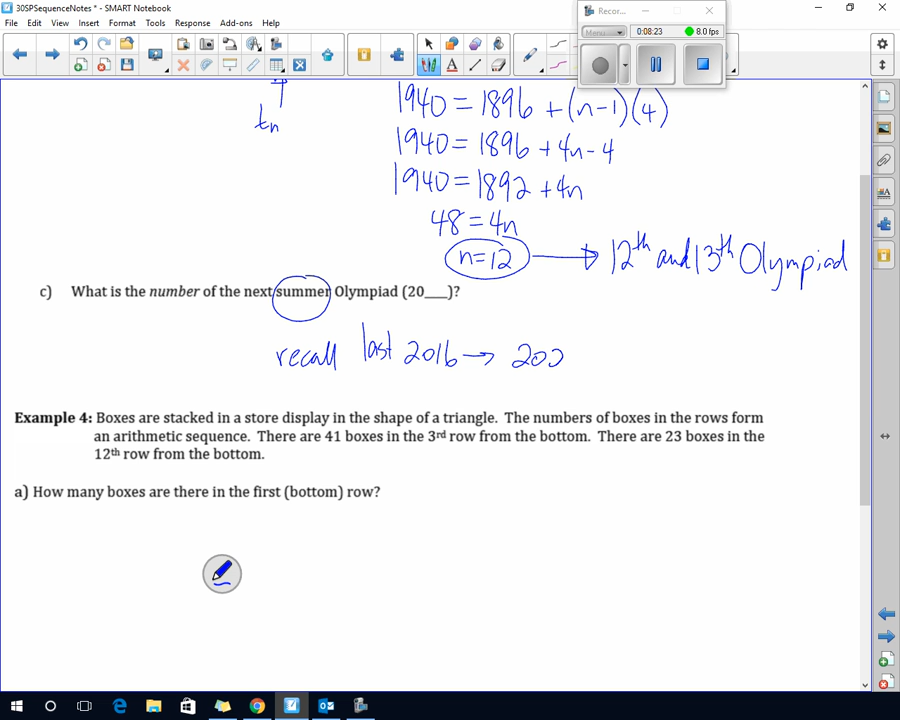 30SPSequenceNotes * - SMART Notebook
Recor...
File Edit View Insert Format Tools Respond Add-ons Help
Menu 0:08:23 8.0 fps
1940 = 1896 + (n-1)(4)
tn
1940 = 1896 + 4n - 4
1940 = 1892 + 4n
48 = 4n
n = 12 → 12th and 13th Olympiad
c) What is the number of the next summer Olympiad (20___)?
recall last 2016 → 202
Example 4: Boxes are stacked in a store display in the shape of a triangle. The numbers of boxes in the rows form
an arithmetic sequence. There are 41 boxes in the 3rd row from the bottom. There are 23 boxes in the
12th row from the bottom.
a) How many boxes are there in the first (bottom) row?